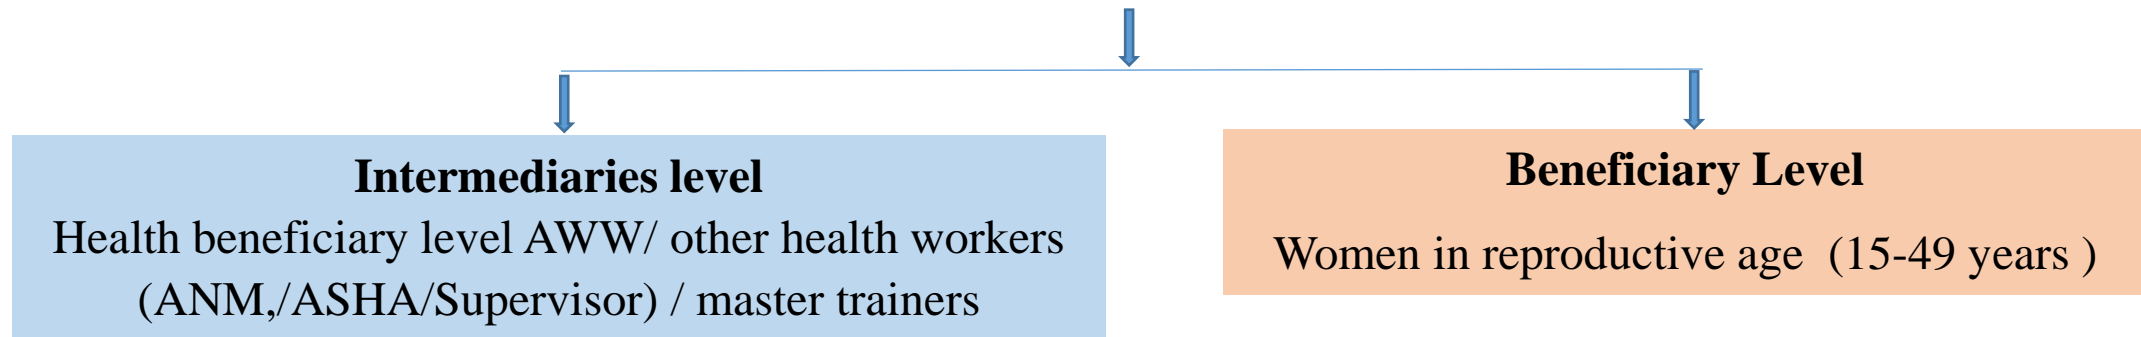 Intermediaries level
Health beneficiary level AWW/ other health workers
(ANM,/ASHA/Supervisor) / master trainers
Beneficiary Level
Women in reproductive age (15-49 years )